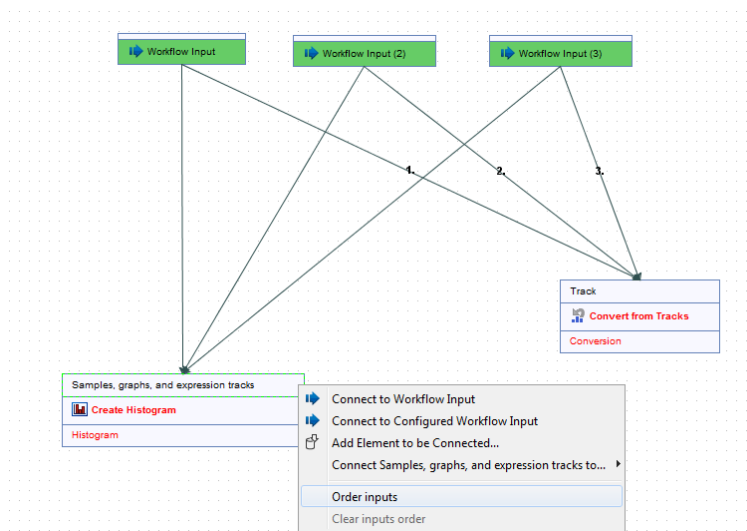 Workflow Input
Workflow Input (2)
Workflow Input (3)
1.
2.
3.
Track
Convert from Tracks
Conversion
Samples, graphs, and expression tracks
Create Histogram
Histogram
Connect to Workflow Input
Connect to Configured Workflow Input
Add Element to be Connected...
Connect Samples, graphs, and expression tracks to...
Order inputs
Clear inputs order